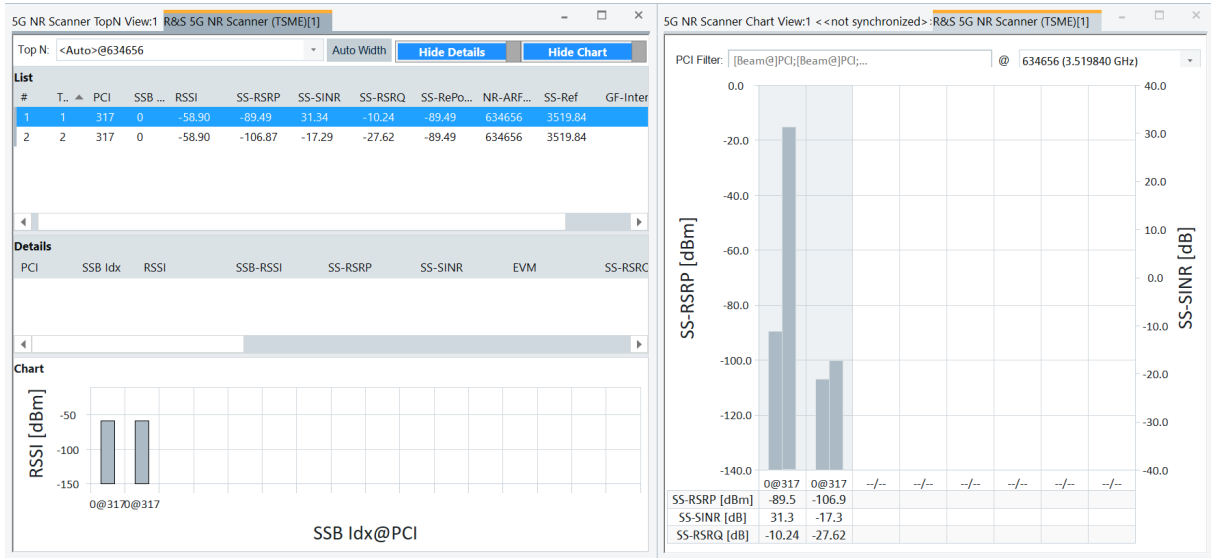 5G NR Scanner TopN View:1 R&S 5G NR Scanner (TSME)[1]
Top N: <Auto>@634656 Auto Width Hide Details Hide Chart
List
# T.. PCI SSB ... RSSI SS-RSRP SS-SINR SS-RSRQ SS-RePo... NR-ARF... SS-Ref GF-Inter
1 1 317 0 -58.90 -89.49 31.34 -10.24 -89.49 634656 3519.84
2 2 317 0 -58.90 -106.87 -17.29 -27.62 -89.49 634656 3519.84
Details
PCI SSB Idx RSSI SSB-RSSI SS-RSRP SS-SINR EVM SS-RSRQ
Chart
RSSI [dBm]
-50
-100
-150
0@317 0@317
SSB Idx@PCI
5G NR Scanner Chart View:1 <<not synchronized>: R&S 5G NR Scanner (TSME)[1]
PCI Filter: [Beam@]PCI;[Beam@]PCI;... @ 634656 (3.519840 GHz)
SS-RSRP [dBm]
0.0
-20.0
-40.0
-60.0
-80.0
-100.0
-120.0
-140.0
40.0
30.0
20.0
10.0
0.0
-10.0
-20.0
-30.0
-40.0
SS-SINR [dB]
0@317 0@317 --/-- --/-- --/-- --/-- --/-- --/--
SS-RSRP [dBm] -89.5 -106.9
SS-SINR [dB] 31.3 -17.3
SS-RSRQ [dB] -10.24 -27.62